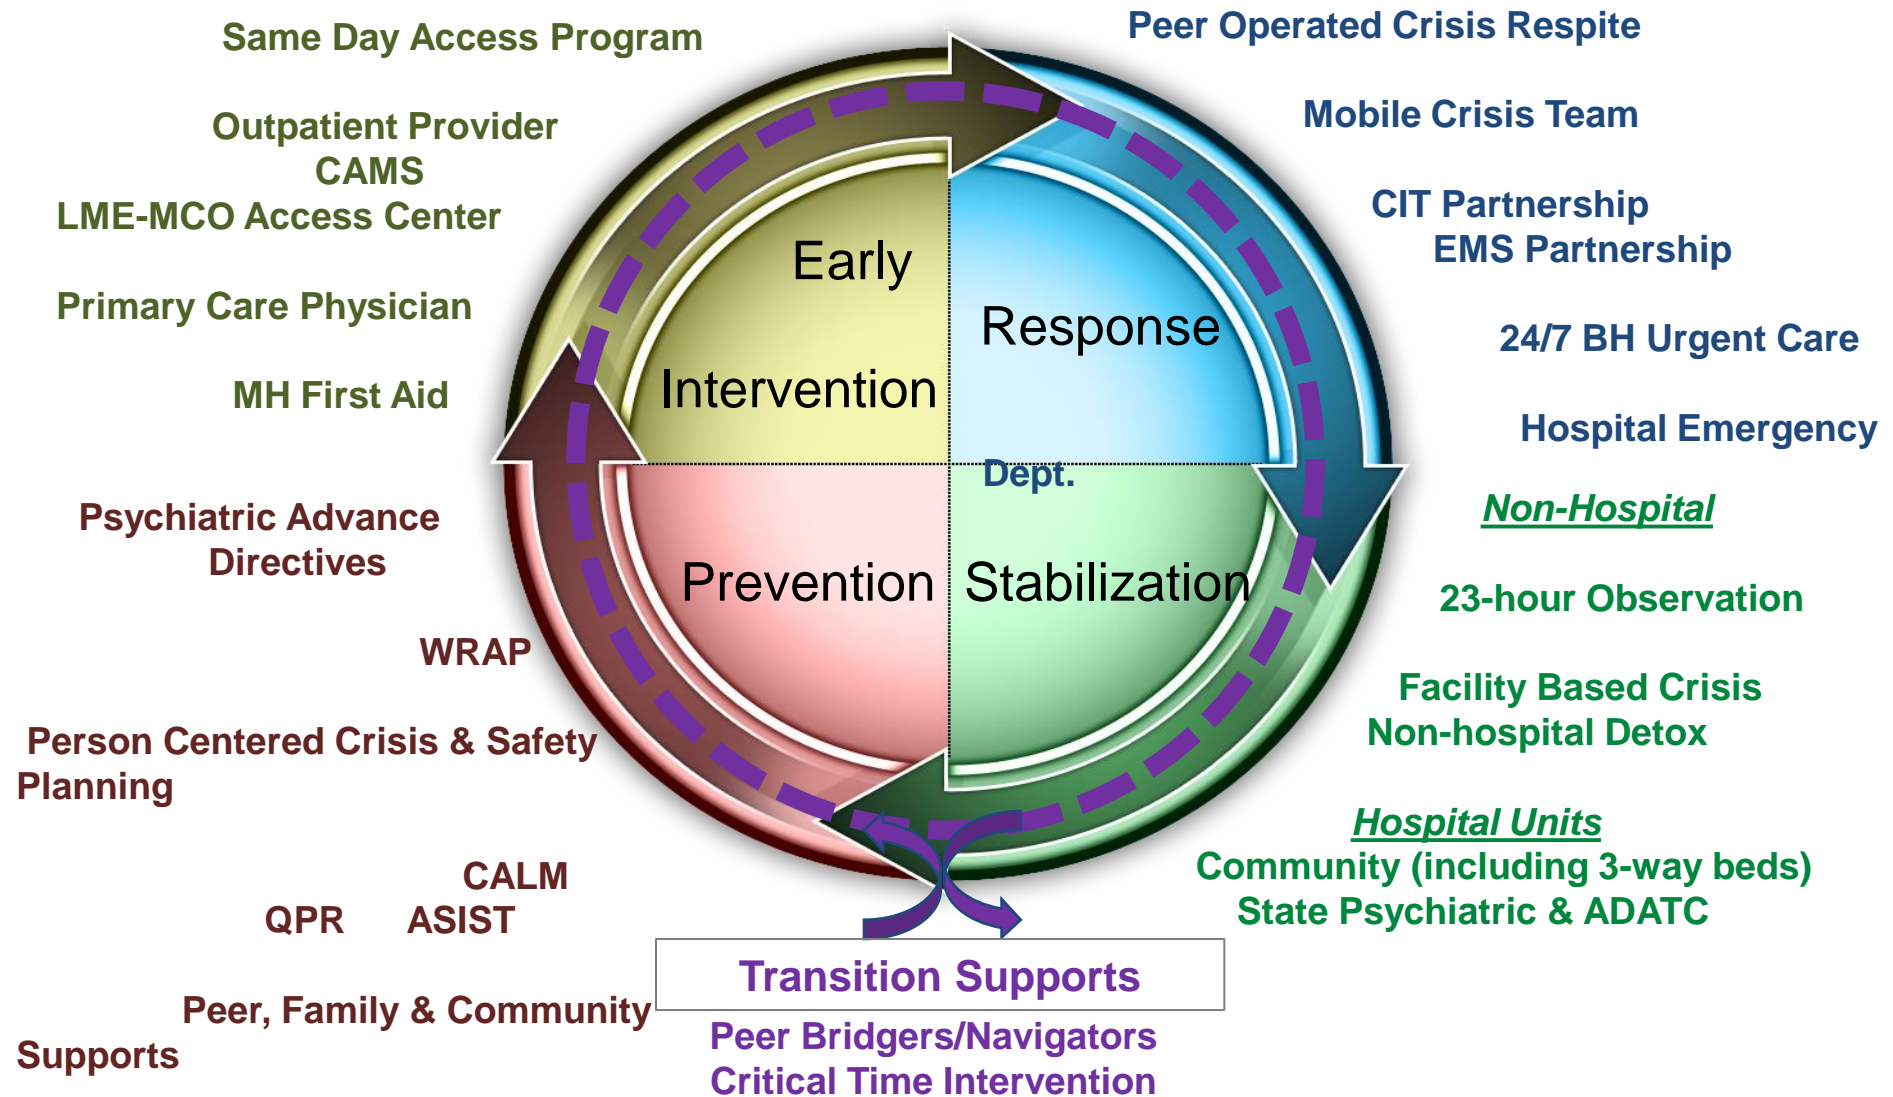 Same Day Access Program
Outpatient Provider
CAMS
LME-MCO Access Center
Primary Care Physician
MH First Aid
Peer Operated Crisis Respite
Mobile Crisis Team
CIT Partnership
EMS Partnership
24/7 BH Urgent Care
Hospital Emergency
Dept.
Early
Intervention
Response
Prevention
Stabilization
Psychiatric Advance
Directives
WRAP
Person Centered Crisis & Safety
Planning
CALM
QPR ASIST
Peer, Family & Community
Supports
Non-Hospital
23-hour Observation
Facility Based Crisis
Non-hospital Detox
Hospital Units
Community (including 3-way beds)
State Psychiatric & ADATC
Transition Supports
Peer Bridgers/Navigators
Critical Time Intervention